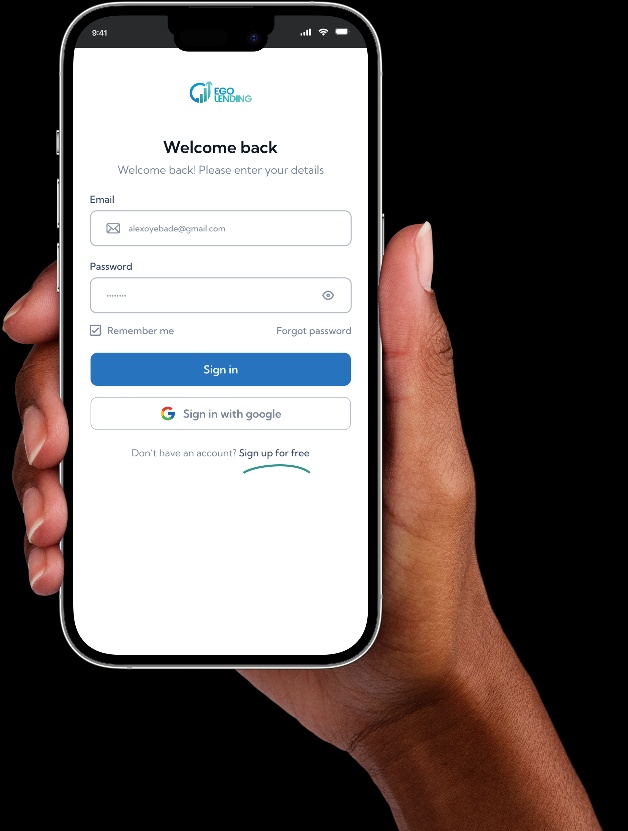 9:41
EGO
LENDING
Welcome back
Welcome back! Please enter your details
Email
alexoyebade@gmail.com
Password
········
Remember me
Forgot password
Sign in
Sign in with google
Don't have an account? Sign up for free